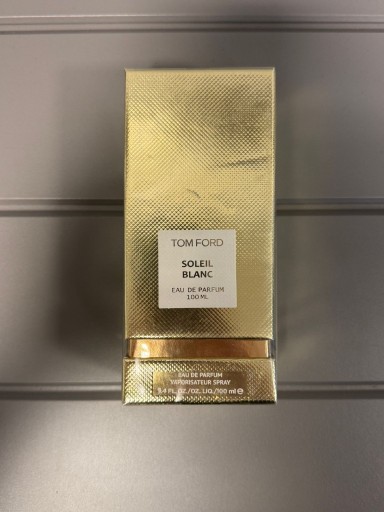 TOM FORD
SOLEIL
BLANC
EAU DE PARFUM
100 ML
EAU DE PARFUM
VAPORISATEUR SPRAY
3.4 FL.OZ./OZ. LIQ./100 ml ℮